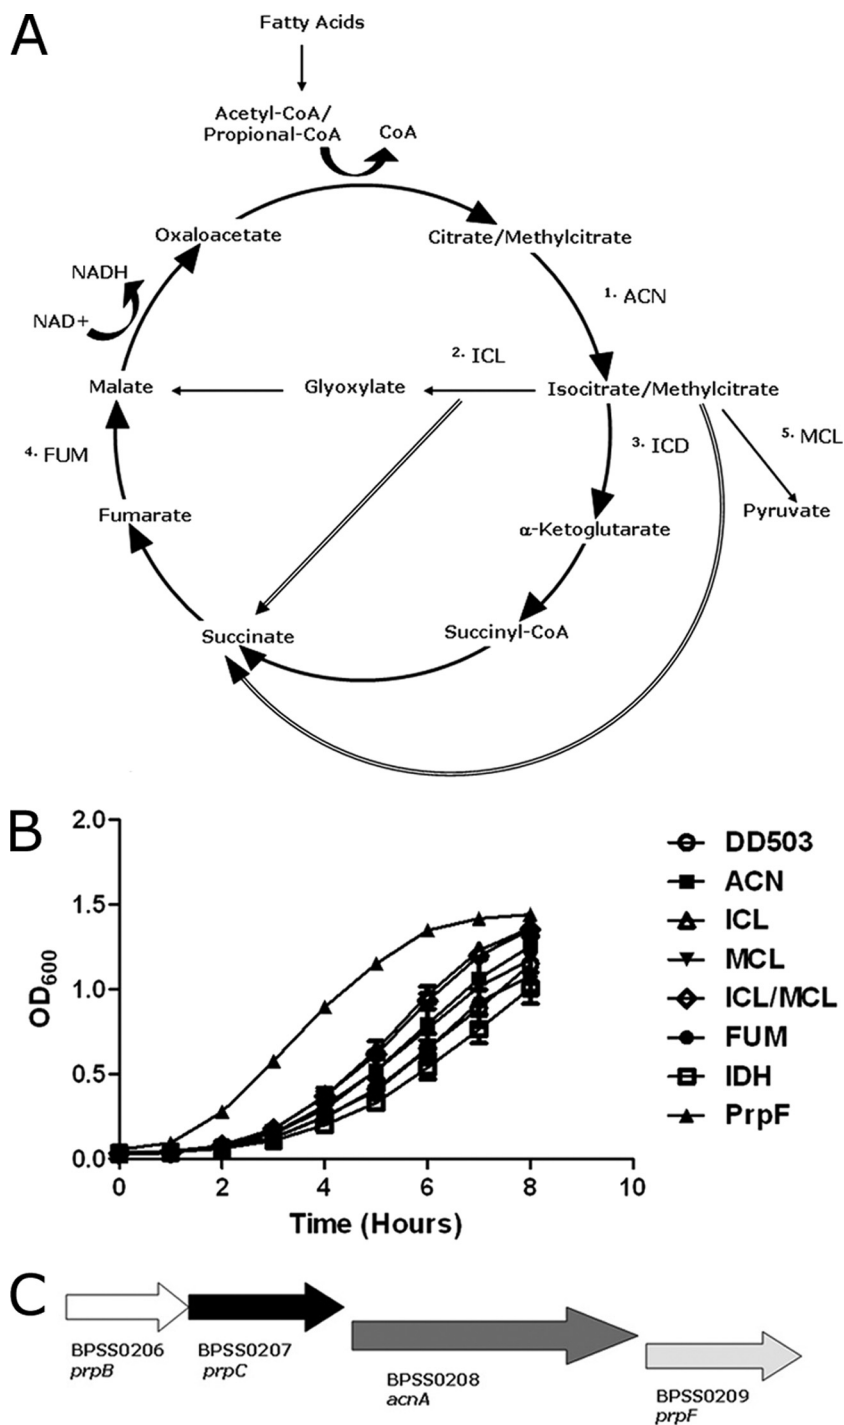 A
Fatty Acids
Acetyl-CoA/
Propional-CoA
CoA
Oxaloacetate
Citrate/Methylcitrate
NADH
1. ACN
NAD+
2. ICL
Malate
Glyoxylate
Isocitrate/Methylcitrate
4. FUM
3. ICD
5. MCL
Fumarate
α-Ketoglutarate
Pyruvate
Succinate
Succinyl-CoA
B
2.0
1.5
1.0
0.5
0.0
OD600
0 2 4 6 8 10
Time (Hours)
DD503
ACN
ICL
MCL
ICL/MCL
FUM
IDH
PrpF
C
BPSS0206
prpB
BPSS0207
prpC
BPSS0208
acnA
BPSS0209
prpF